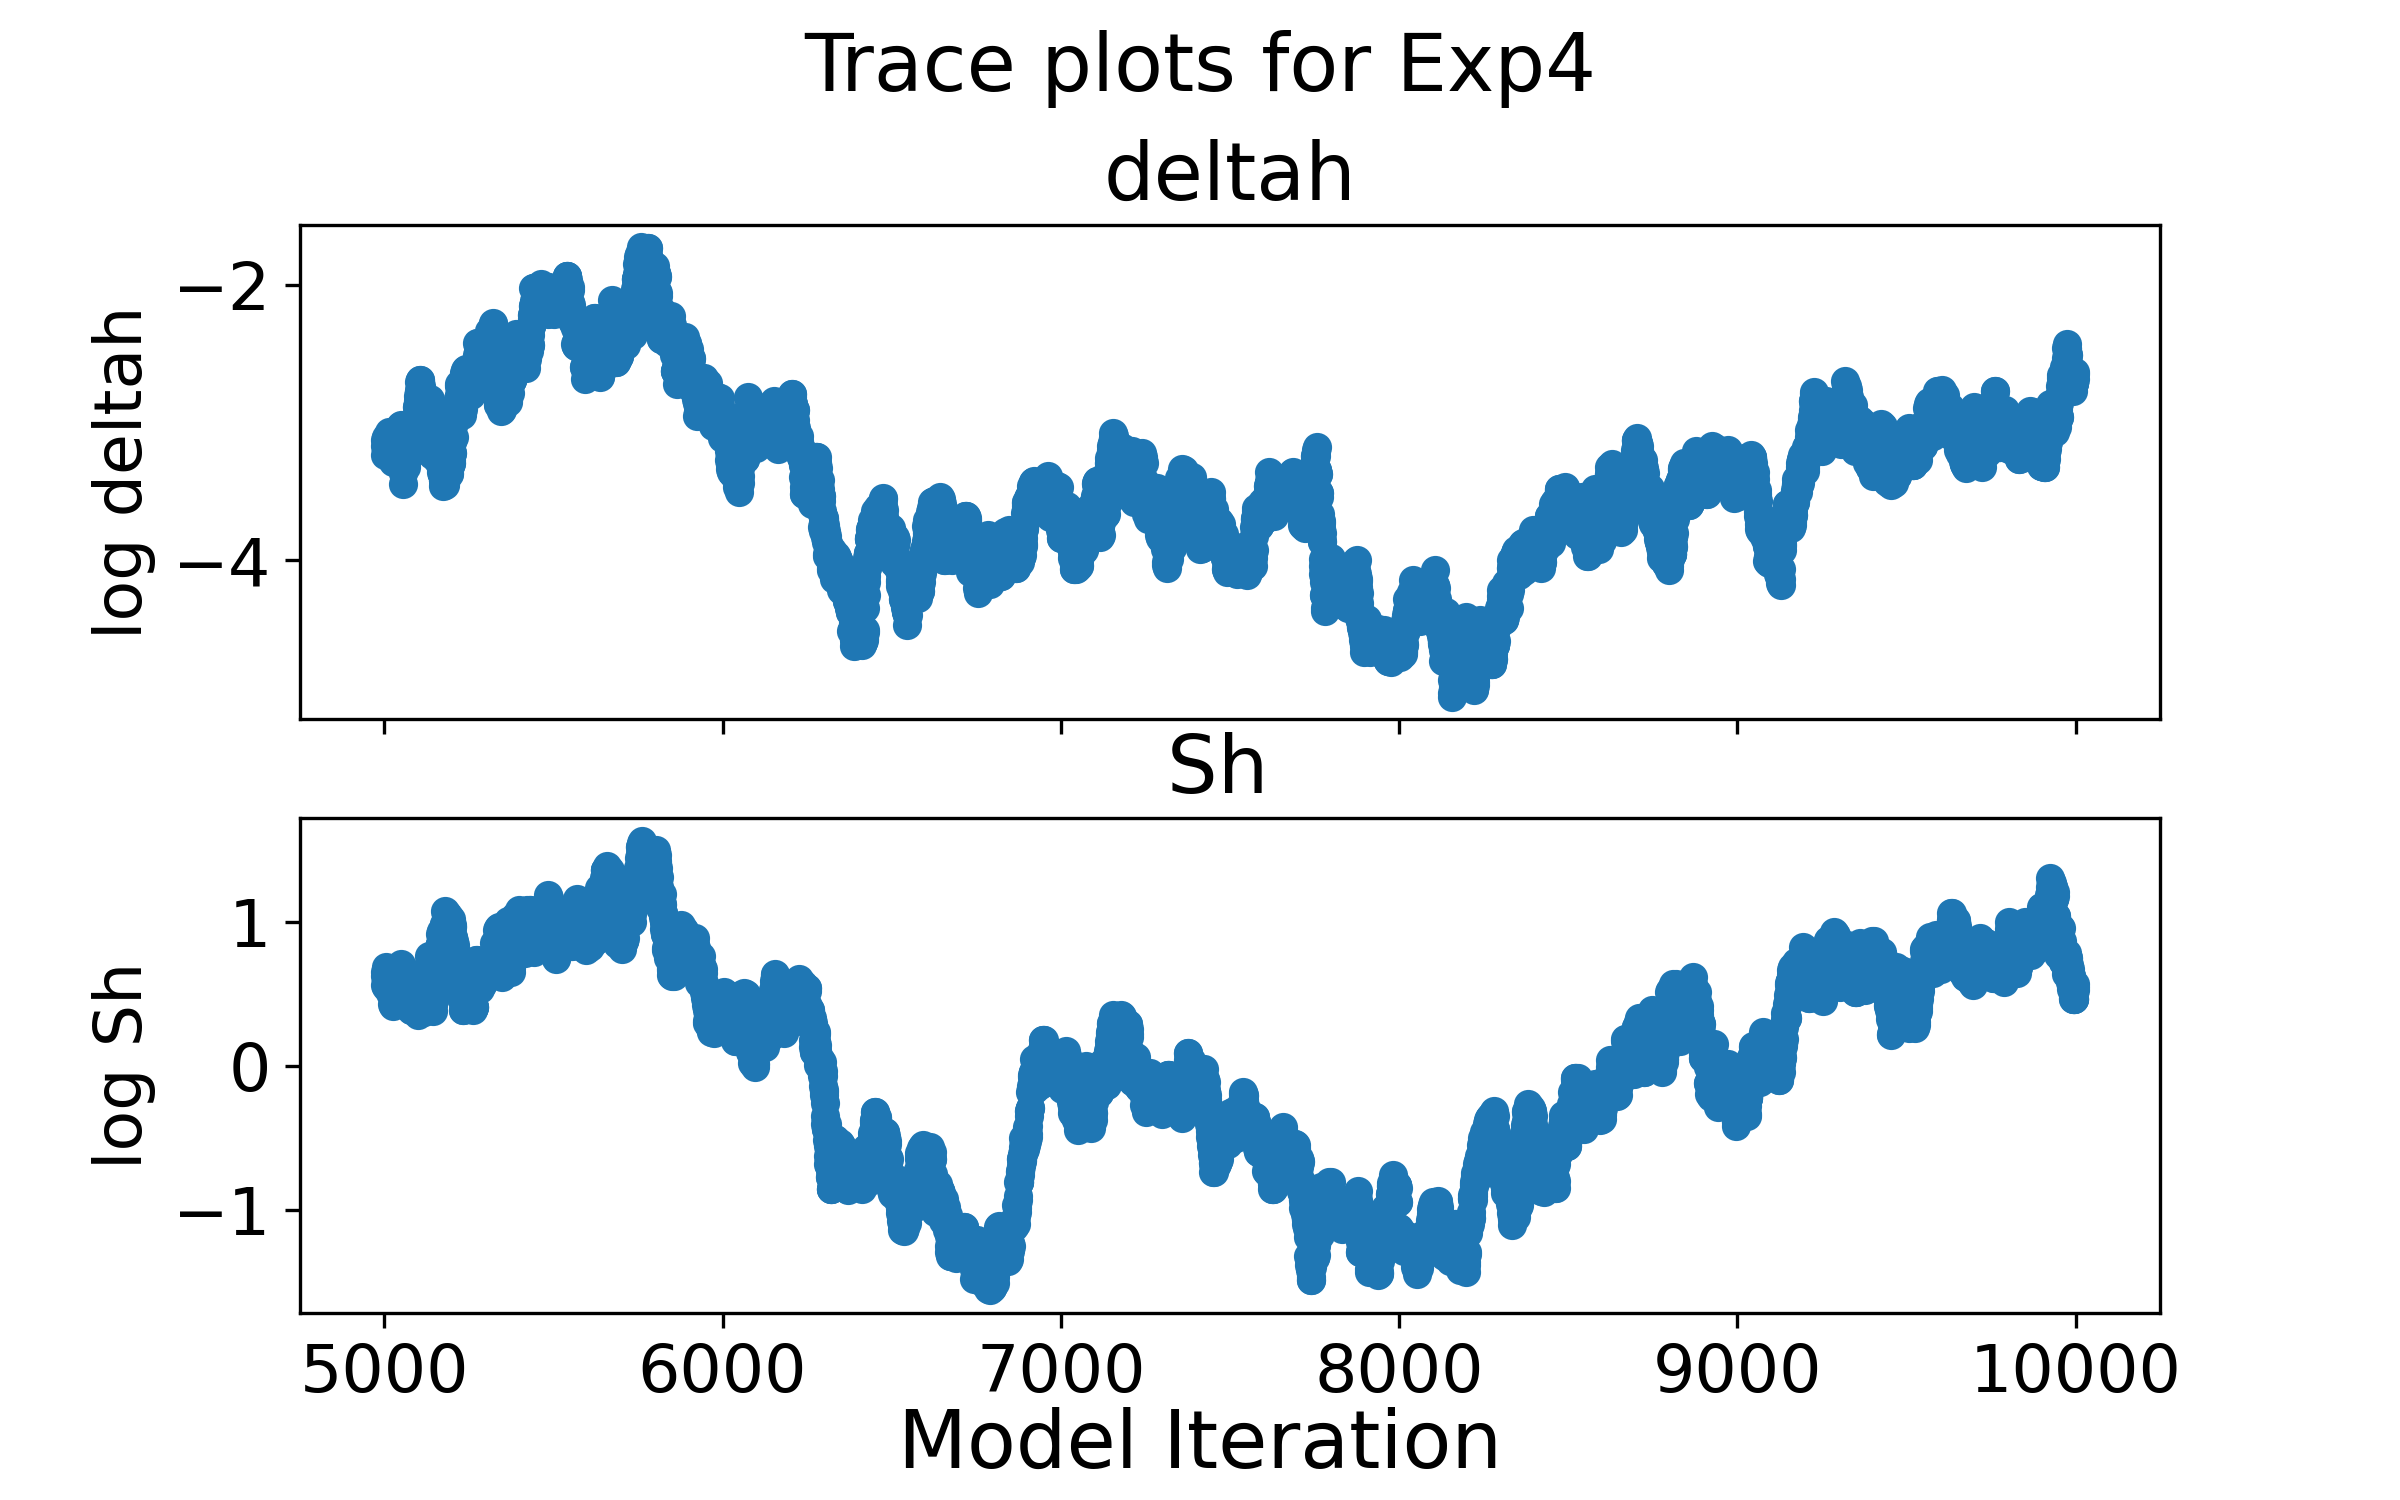 Trace plots for Exp4
deltah
log deltah
−2
−4
Sh
log Sh
1
0
−1
5000 6000 7000 8000 9000 10000
Model Iteration